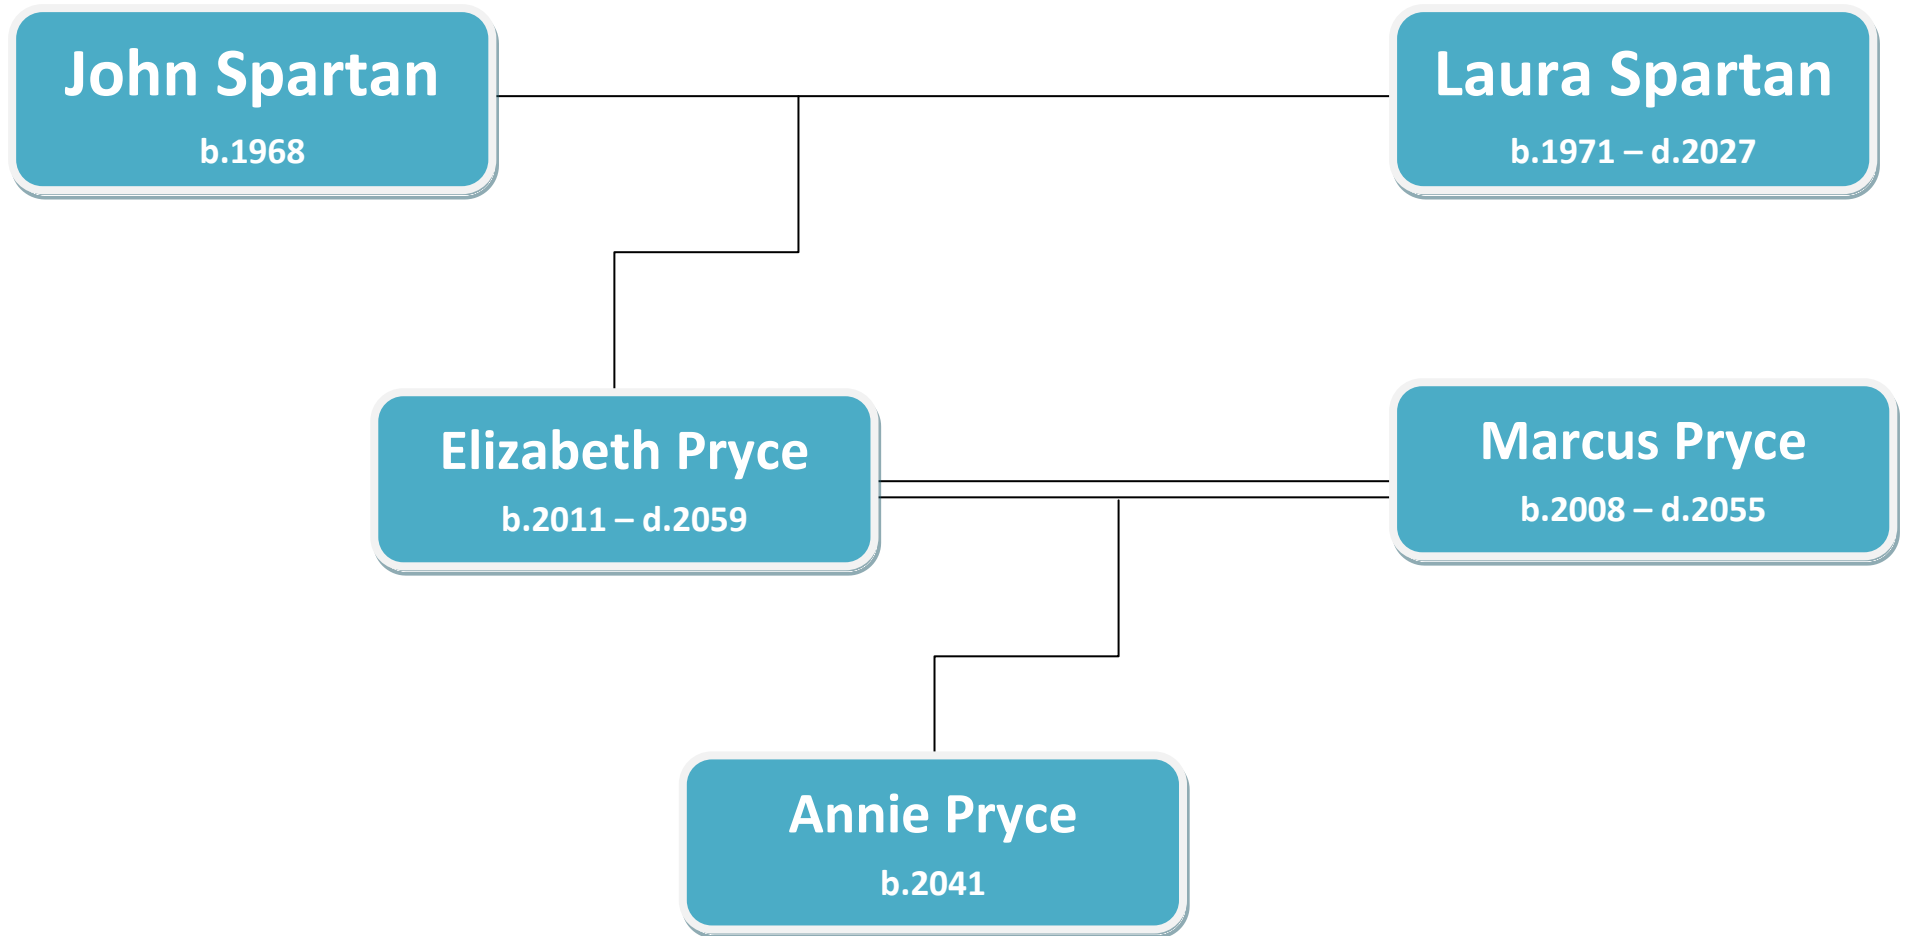 John Spartan
b.1968
Laura Spartan
b.1971 – d.2027
Elizabeth Pryce
b.2011 – d.2059
Marcus Pryce
b.2008 – d.2055
Annie Pryce
b.2041